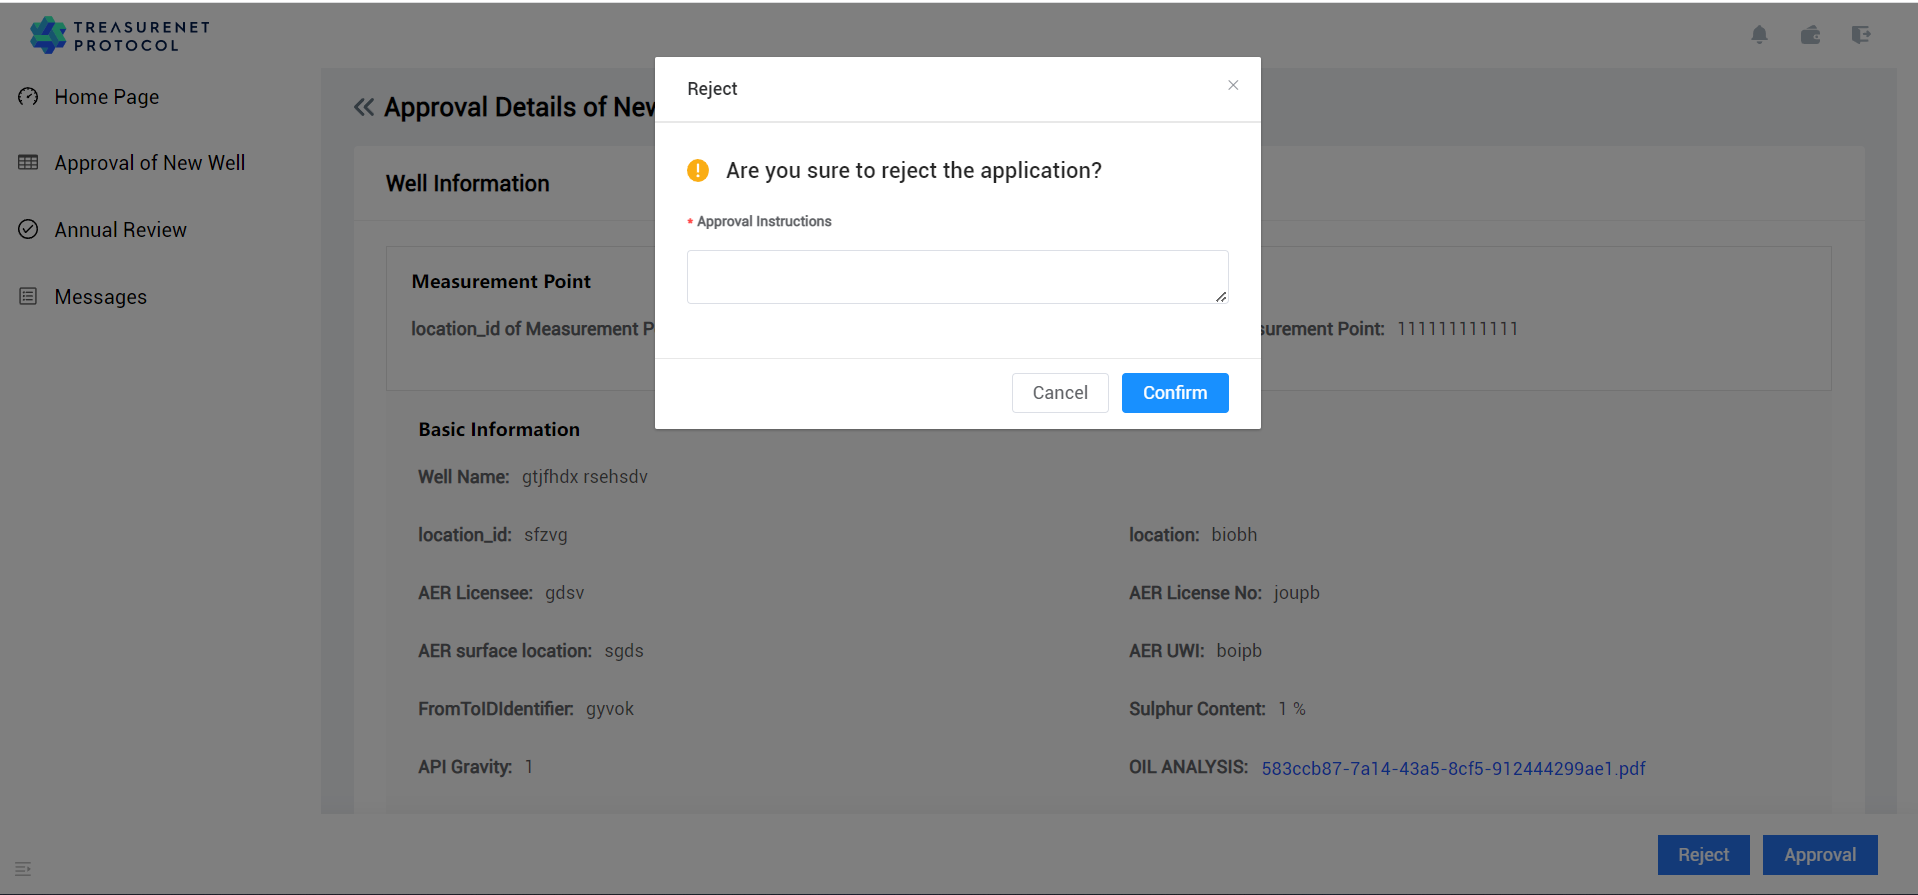 TREASURENET
PROTOCOL
Home Page
Approval of New Well
Annual Review
Messages
Approval Details of New
Well Information
Measurement Point
location_id of Measurement P
surement Point: 111111111111
Reject
Are you sure to reject the application?
* Approval Instructions
Cancel
Confirm
Basic Information
Well Name: gtjfhdx rsehsdv
location_id: sfzvg
location: biobh
AER Licensee: gdsv
AER License No: joupb
AER surface location: sgds
AER UWI: boipb
FromToIDIdentifier: gyvok
Sulphur Content: 1 %
API Gravity: 1
OIL ANALYSIS: 583ccb87-7a14-43a5-8cf5-912444299ae1.pdf
Reject
Approval